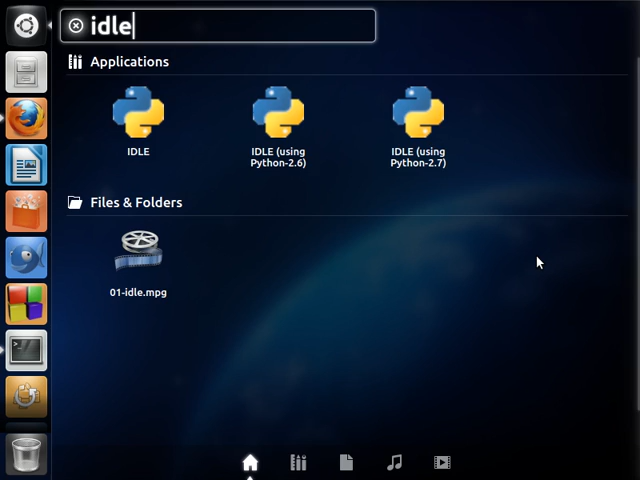 idle
Applications
IDLE
IDLE (using
Python-2.6)
IDLE (using
Python-2.7)
Files & Folders
01-idle.mpg